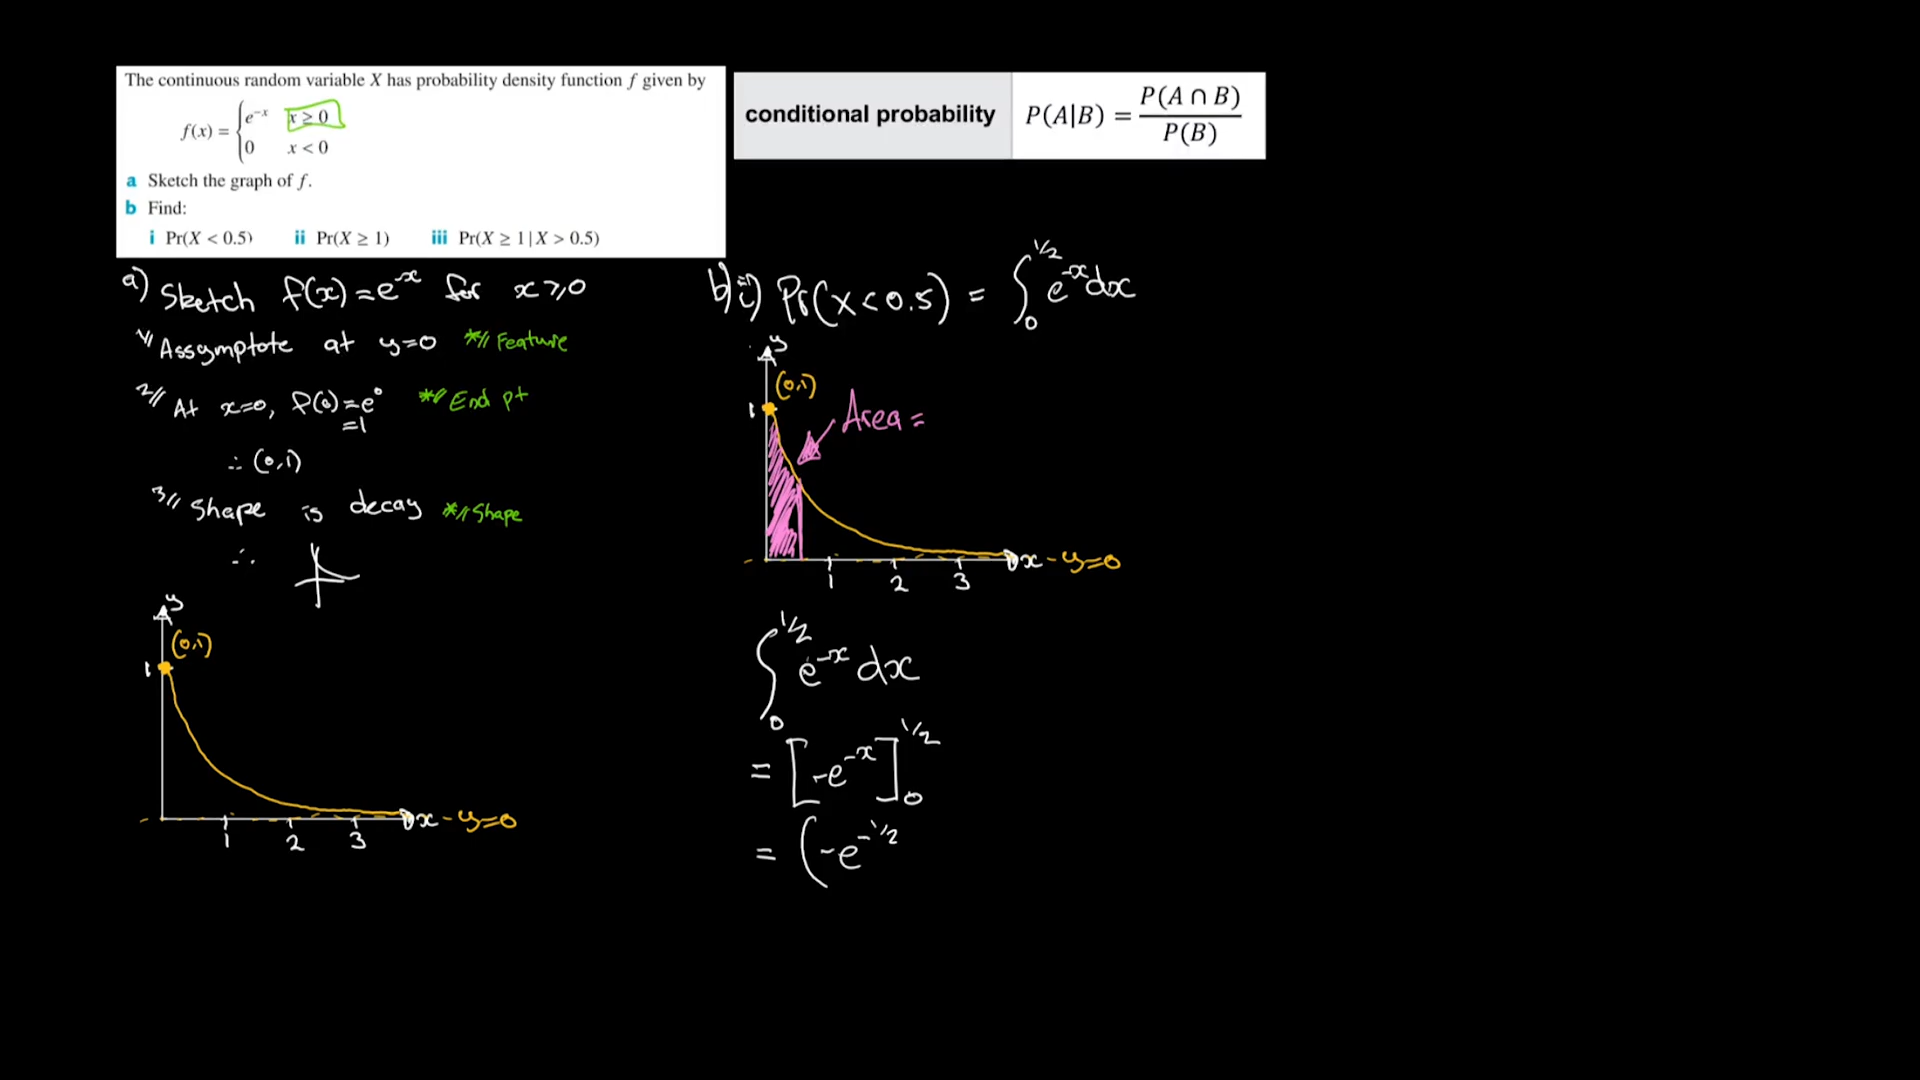 The continuous random variable X has probability density function f given by
f(x) = { e⁻ˣ  x ≥ 0
0  x < 0
a Sketch the graph of f.
b Find:
i Pr(X < 0.5)  ii Pr(X ≥ 1)  iii Pr(X ≥ 1 | X > 0.5)
conditional probability  P(A|B) = P(A ∩ B) / P(B)
a) Sketch f(x) = e⁻ˣ for x ≥ 0
1// Assymptote at y=0 *// Feature
2// At x=0, f(0) = e⁰ *// End pt
=1
∴ (0,1)
3// Shape is decay *// Shape
∴
y
(0,1)
1
x - y=0
1 2 3
b) i) Pr(X < 0.5) = ∫₀^1/2 e⁻ˣ dx
y
(0,1)
1
Area =
x - y=0
1 2 3
∫₀^1/2 e⁻ˣ dx
= [-e⁻ˣ]₀^1/2
= (-e^-1/2